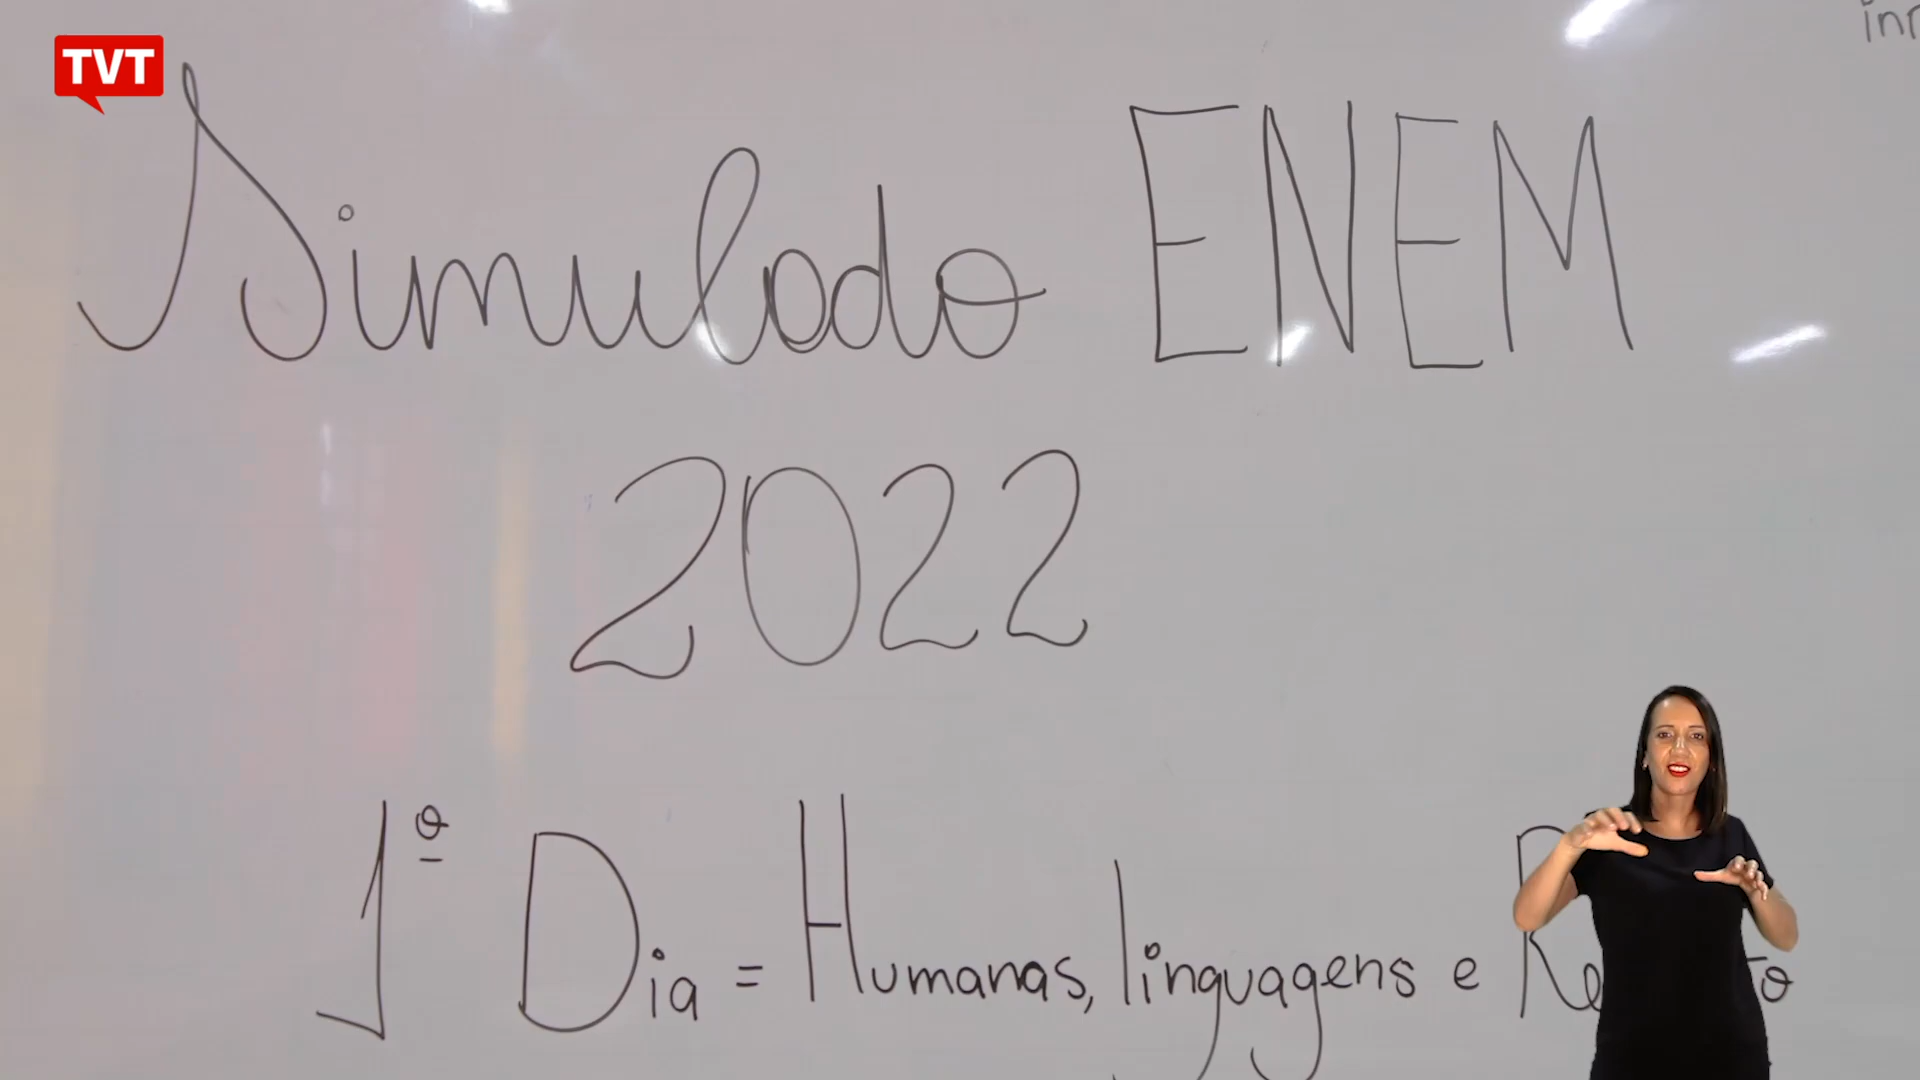 TVT
Simulado ENEM
2022
1º Dia = Humanas, linguagens e